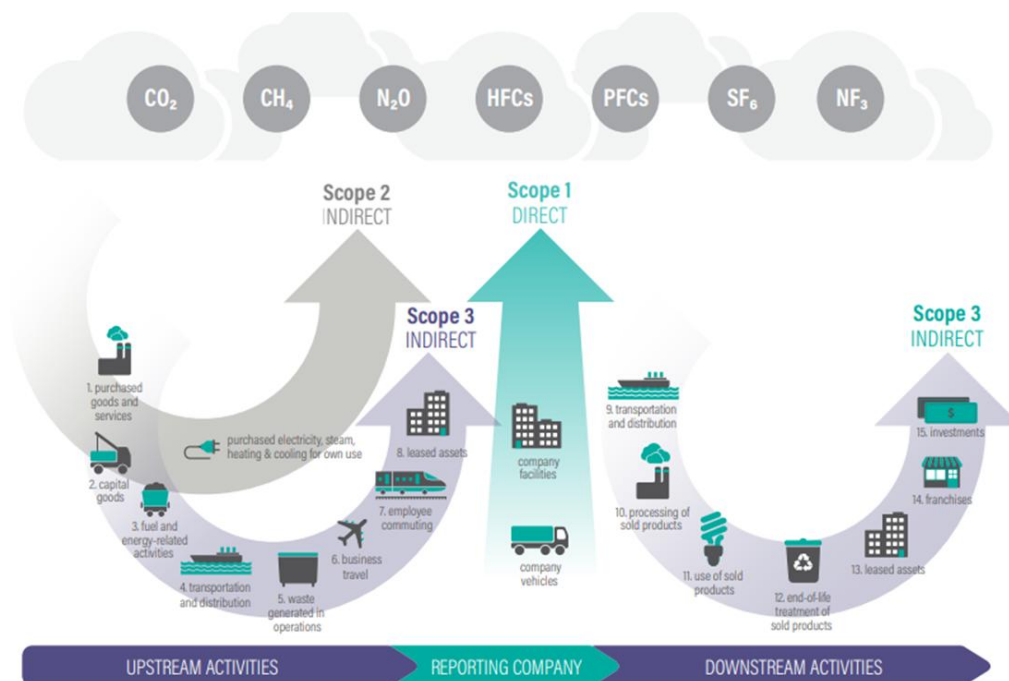 CO₂ CH₄ N₂O HFCs PFCs SF₆ NF₃
Scope 2
INDIRECT
Scope 1
DIRECT
Scope 3
INDIRECT
Scope 3
INDIRECT
1. purchased
goods and
services
2. capital
goods
3. fuel and
energy-related
activities
purchased electricity, steam,
heating & cooling for own use
4. transportation
and distribution
5. waste
generated in
operations
6. business
travel
7. employee
commuting
8. leased assets
company
facilities
company
vehicles
9. transportation
and distribution
10. processing of
sold products
11. use of sold
products
12. end-of-life
treatment of
sold products
13. leased assets
14. franchises
$
15. investments
UPSTREAM ACTIVITIES
REPORTING COMPANY
DOWNSTREAM ACTIVITIES